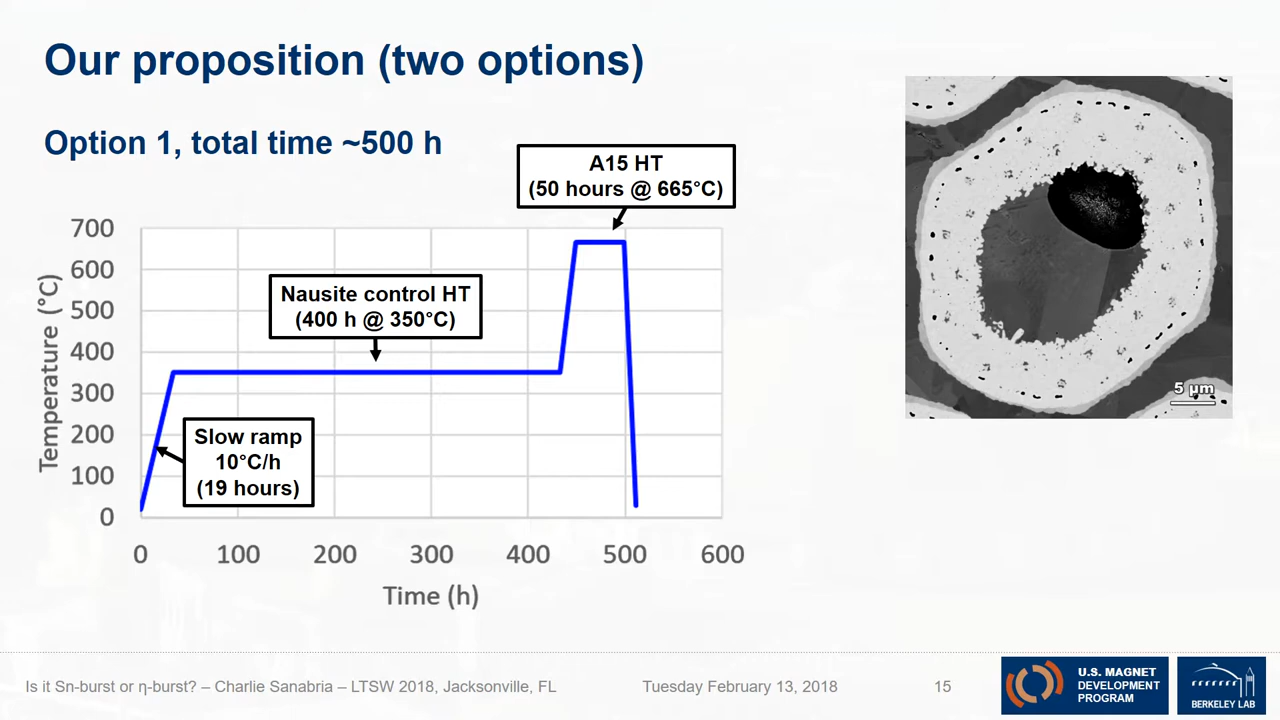 Our proposition (two options)
Option 1, total time ~500 h
A15 HT
(50 hours @ 665°C)
Nausite control HT
(400 h @ 350°C)
Slow ramp
10°C/h
(19 hours)
Temperature (°C)
700
600
500
400
300
200
100
0
0 100 200 300 400 500 600
Time (h)
5 µm
Is it Sn-burst or η-burst? – Charlie Sanabria – LTSW 2018, Jacksonville, FL
Tuesday February 13, 2018
15
U.S. MAGNET
DEVELOPMENT
PROGRAM
BERKELEY LAB